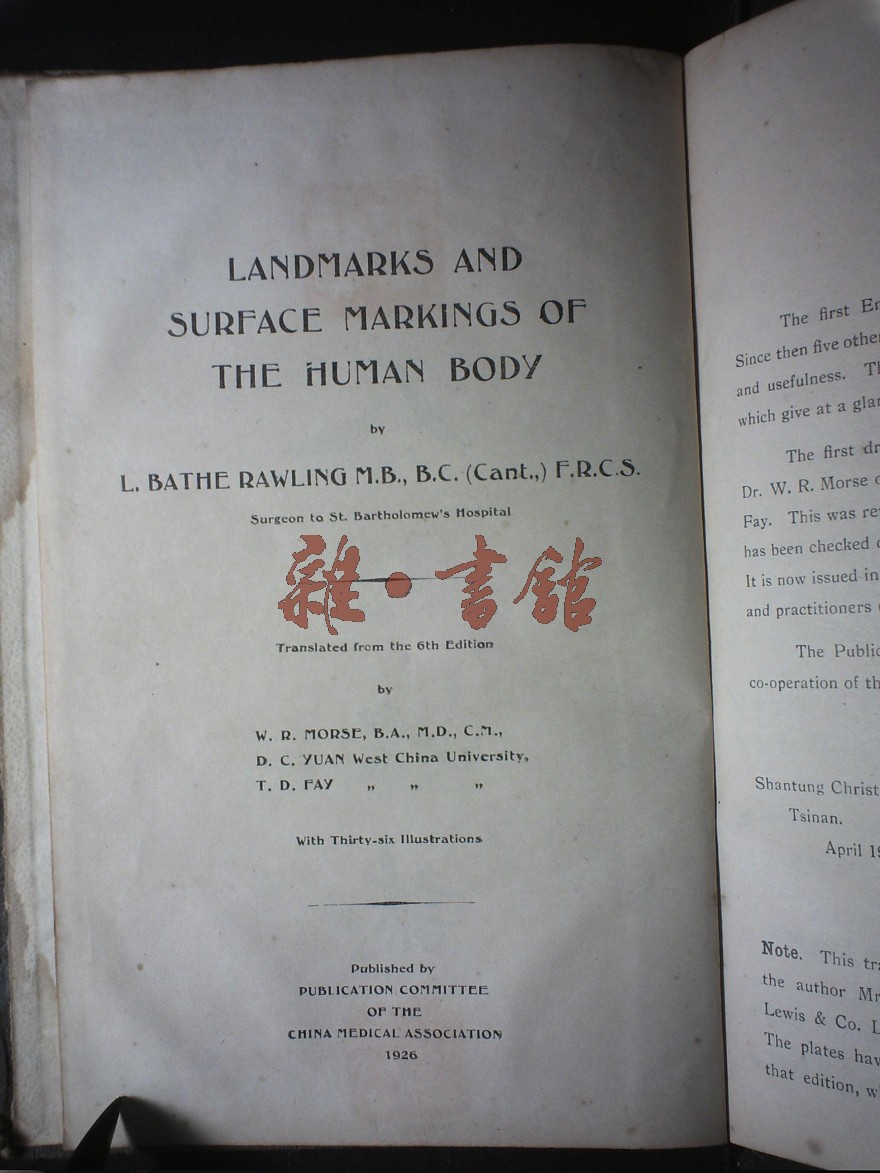 LANDMARKS AND
SURFACE MARKINGS OF
THE HUMAN BODY
by
L. BATHE RAWLING M.B., B.C. (Cant.,) F.R.C.S.
Surgeon to St. Bartholomew's Hospital
雜·書館
Translated from the 6th Edition
by
W. R. MORSE, B.A., M.D., C.M.,
D. C. YUAN West China University,
T. D. FAY „ „ „
With Thirty-six Illustrations
Published by
PUBLICATION COMMITTEE
OF THE
CHINA MEDICAL ASSOCIATION
1926
The first
Since then five
and usefulness.
which give at a
The first
Dr. W. R. Morse
Fay. This was
has been checked
It is now issued in
and practitioners
The
co-operation of
Shantung
Tsinan.
April
Note. This
the author
Lewis & Co.
The plates
that edition,